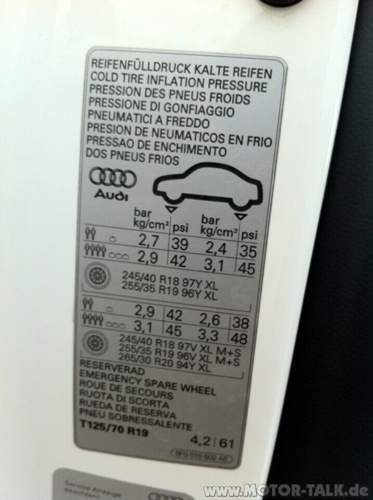 REIFENFÜLLDRUCK KALTE REIFEN
COLD TIRE INFLATION PRESSURE
PRESSION DES PNEUS FROIDS
PRESSIONE DI GONFIAGGIO
PNEUMATICI A FREDDO
PRESION DE NEUMATICOS EN FRIO
PRESSAO DE ENCHIMENTO
DOS PNEUS FRIOS
Audi
bar kg/cm² psi bar kg/cm² psi
2,7 39 2,4 35
2,9 42 3,1 45
245/40 R18 97Y XL
255/35 R19 96Y XL
2,9 42 2,6 38
3,1 45 3,3 48
245/40 R18 97V XL M+S
255/35 R19 96V XL M+S
265/30 R20 94Y XL
RESERVERAD
EMERGENCY SPARE WHEEL
ROUE DE SECOURS
RUOTA DI SCORTA
RUEDA DE RESERVA
PNEU SOBRESSALENTE
T125/70 R19 4,2 | 61
Service Anzeige
www.MOTOR-TALK.de